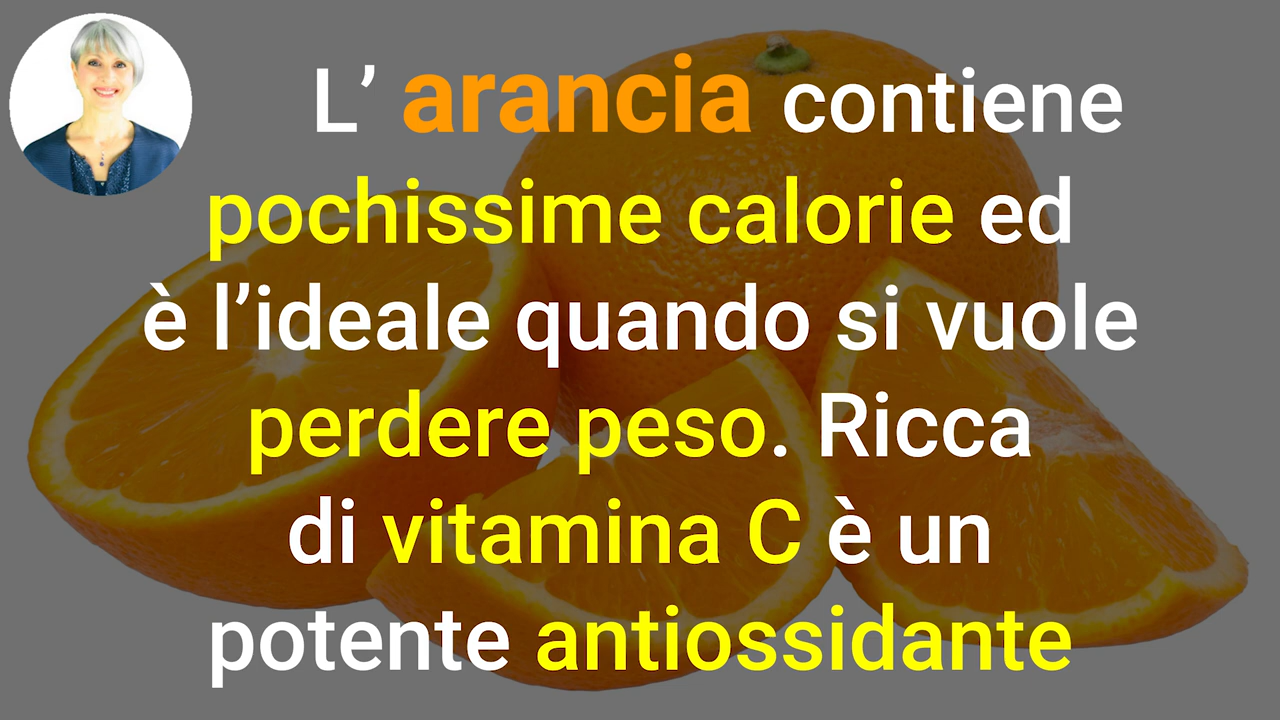 L’ arancia contiene
pochissime calorie ed
è l’ideale quando si vuole
perdere peso. Ricca
di vitamina C è un
potente antiossidante